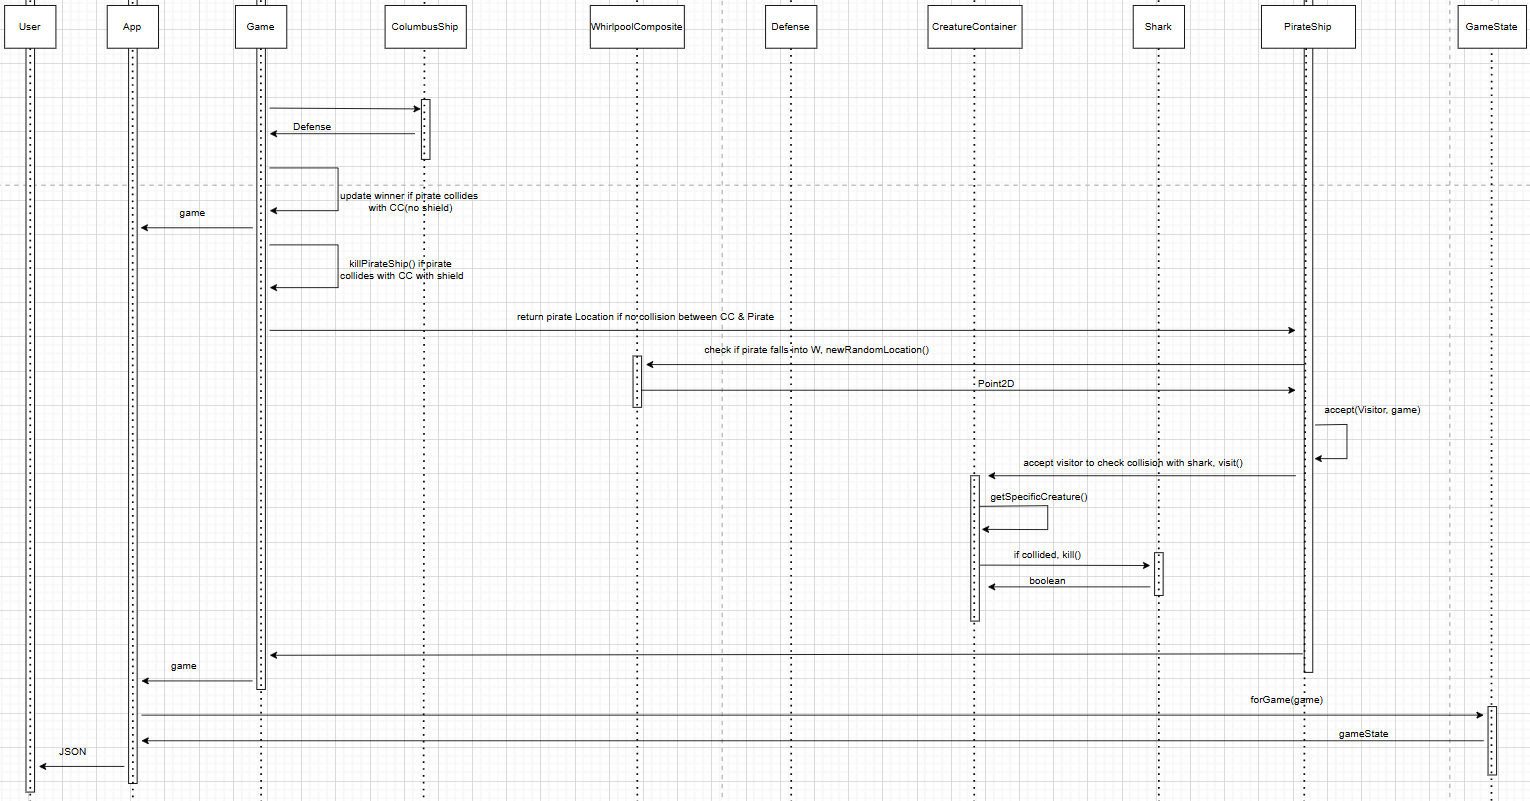 User
App
Game
ColumbusShip
WhirlpoolComposite
Defense
CreatureContainer
Shark
PirateShip
GameState
Defense
update winner if pirate collides
with CC(no shield)
game
killPirateShip() if pirate
collides with CC with shield
return pirate Location if no collision between CC & Pirate
check if pirate falls into W, newRandomLocation()
Point2D
accept(Visitor, game)
accept visitor to check collision with shark, visit()
getSpecificCreature()
if collided, kill()
boolean
game
forGame(game)
gameState
JSON